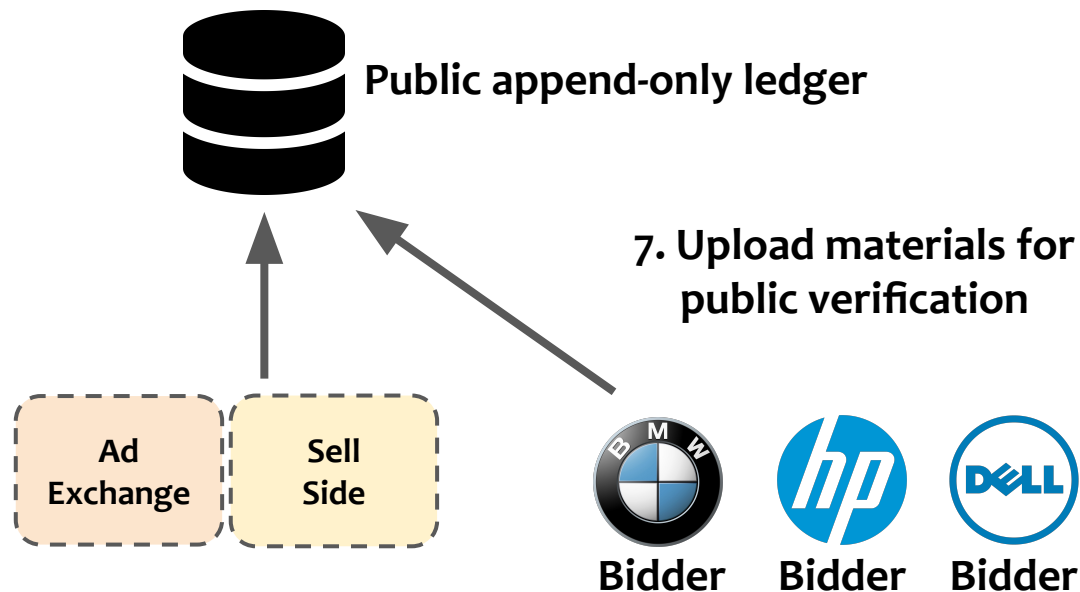 Public append-only ledger
7. Upload materials for
public verification
Ad
Exchange
Sell
Side
BMW
hp
DELL
Bidder
Bidder
Bidder